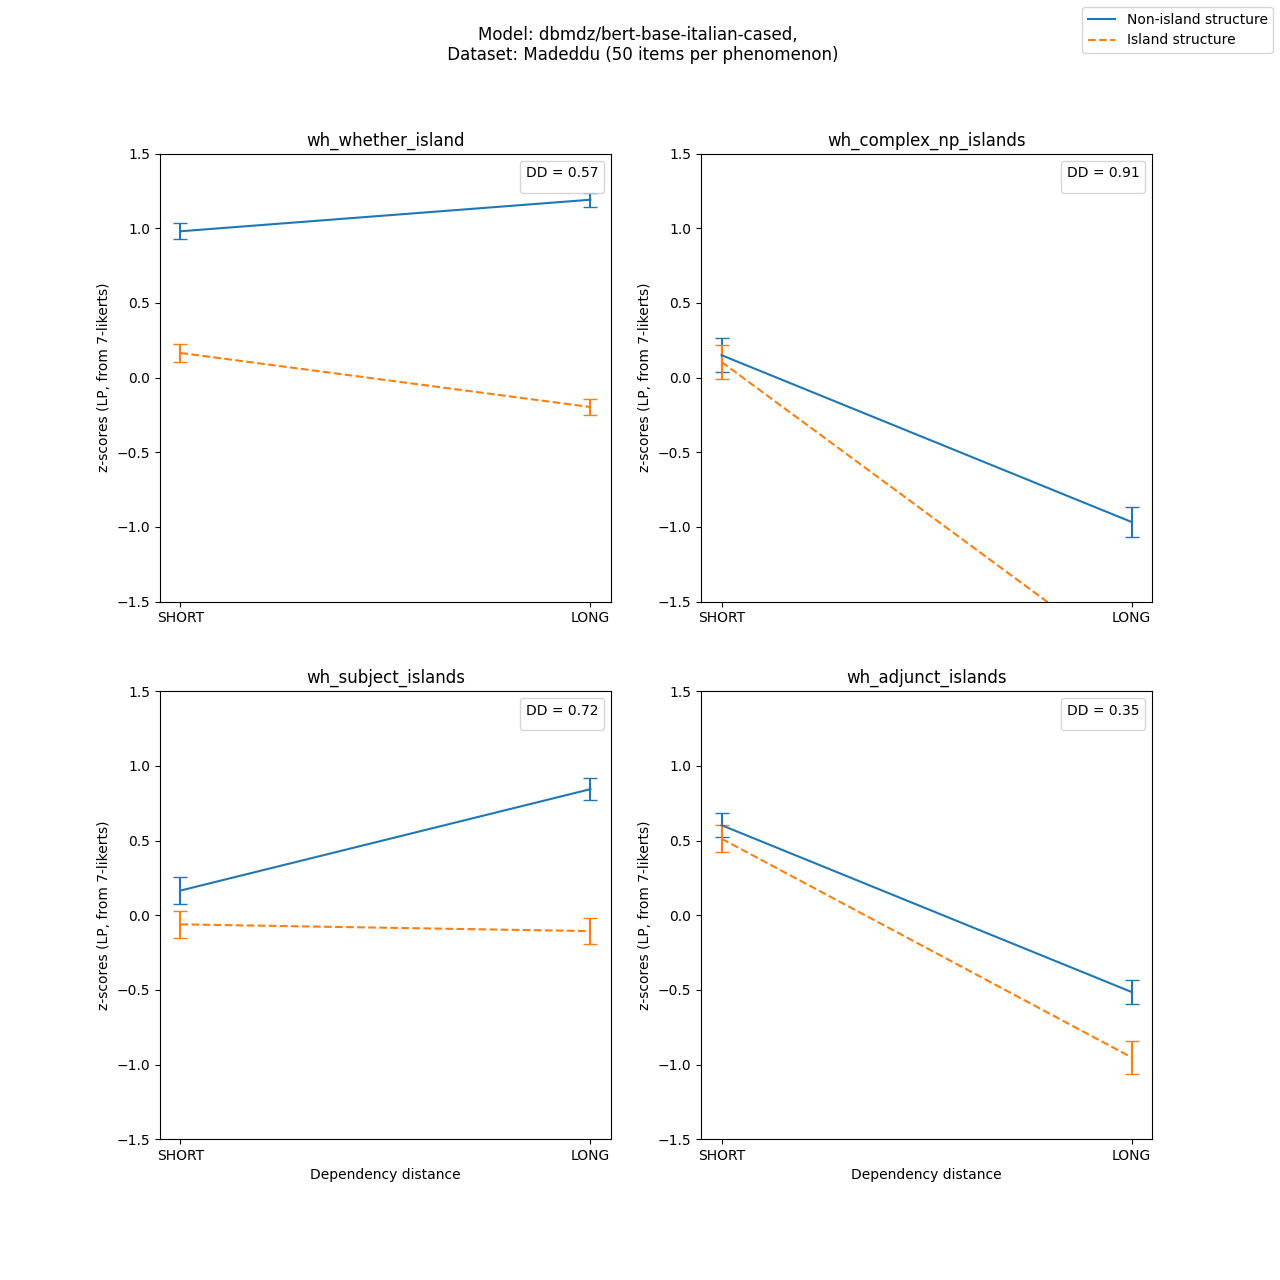 Model: dbmdz/bert-base-italian-cased,
Dataset: Madeddu (50 items per phenomenon)
Non-island structure
Island structure
wh_whether_island
DD = 0.57
z-scores (LP, from 7-likerts)
1.5
1.0
0.5
0.0
−0.5
−1.0
−1.5
SHORT
LONG
wh_complex_np_islands
DD = 0.91
z-scores (LP, from 7-likerts)
1.5
1.0
0.5
0.0
−0.5
−1.0
−1.5
SHORT
LONG
wh_subject_islands
DD = 0.72
z-scores (LP, from 7-likerts)
1.5
1.0
0.5
0.0
−0.5
−1.0
−1.5
SHORT
LONG
Dependency distance
wh_adjunct_islands
DD = 0.35
z-scores (LP, from 7-likerts)
1.5
1.0
0.5
0.0
−0.5
−1.0
−1.5
SHORT
LONG
Dependency distance